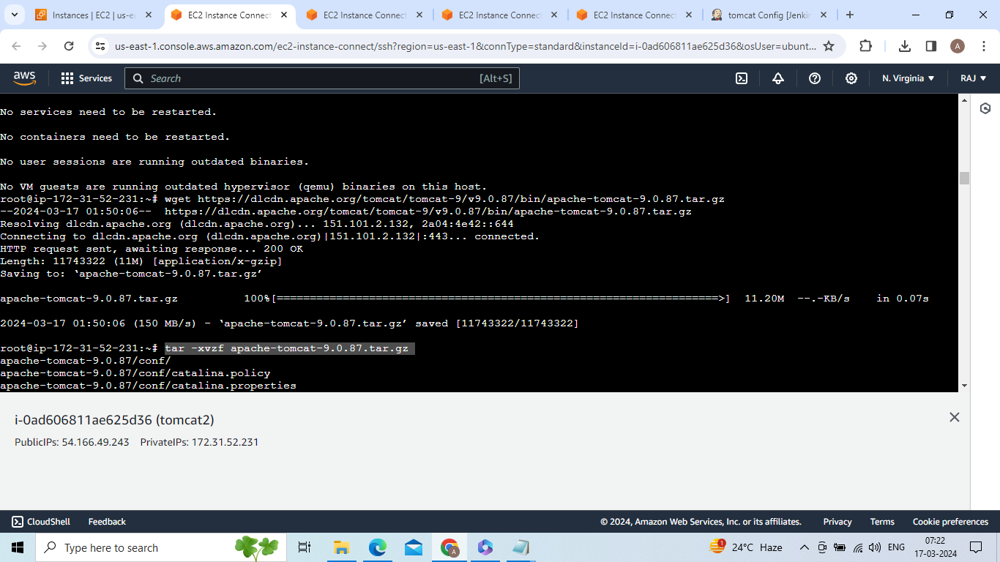 Instances | EC2 | us-ea
EC2 Instance Connect
EC2 Instance Connect
EC2 Instance Connect
EC2 Instance Connect
tomcat Config [Jenki
us-east-1.console.aws.amazon.com/ec2-instance-connect/ssh?region=us-east-1&connType=standard&instanceId=i-0ad606811ae625d36&osUser=ubunt...
A
aws
Services
Search
[Alt+S]
N. Virginia
RAJ
No services need to be restarted.
No containers need to be restarted.
No user sessions are running outdated binaries.
No VM guests are running outdated hypervisor (qemu) binaries on this host.
root@ip-172-31-52-231:~# wget https://dlcdn.apache.org/tomcat/tomcat-9/v9.0.87/bin/apache-tomcat-9.0.87.tar.gz
--2024-03-17 01:50:06--  https://dlcdn.apache.org/tomcat/tomcat-9/v9.0.87/bin/apache-tomcat-9.0.87.tar.gz
Resolving dlcdn.apache.org (dlcdn.apache.org)... 151.101.2.132, 2a04:4e42::644
Connecting to dlcdn.apache.org (dlcdn.apache.org)|151.101.2.132|:443... connected.
HTTP request sent, awaiting response... 200 OK
Length: 11743322 (11M) [application/x-gzip]
Saving to: ‘apache-tomcat-9.0.87.tar.gz’
apache-tomcat-9.0.87.tar.gz          100%[===================================================================>]  11.20M  --.-KB/s    in 0.07s
2024-03-17 01:50:06 (150 MB/s) - ‘apache-tomcat-9.0.87.tar.gz’ saved [11743322/11743322]
root@ip-172-31-52-231:~# tar -xvzf apache-tomcat-9.0.87.tar.gz
apache-tomcat-9.0.87/conf/
apache-tomcat-9.0.87/conf/catalina.policy
apache-tomcat-9.0.87/conf/catalina.properties
i-0ad606811ae625d36 (tomcat2)
PublicIPs: 54.166.49.243    PrivateIPs: 172.31.52.231
CloudShell
Feedback
© 2024, Amazon Web Services, Inc. or its affiliates.
Privacy
Terms
Cookie preferences
Type here to search
A
1
24°C Haze
ENG
07:22
17-03-2024